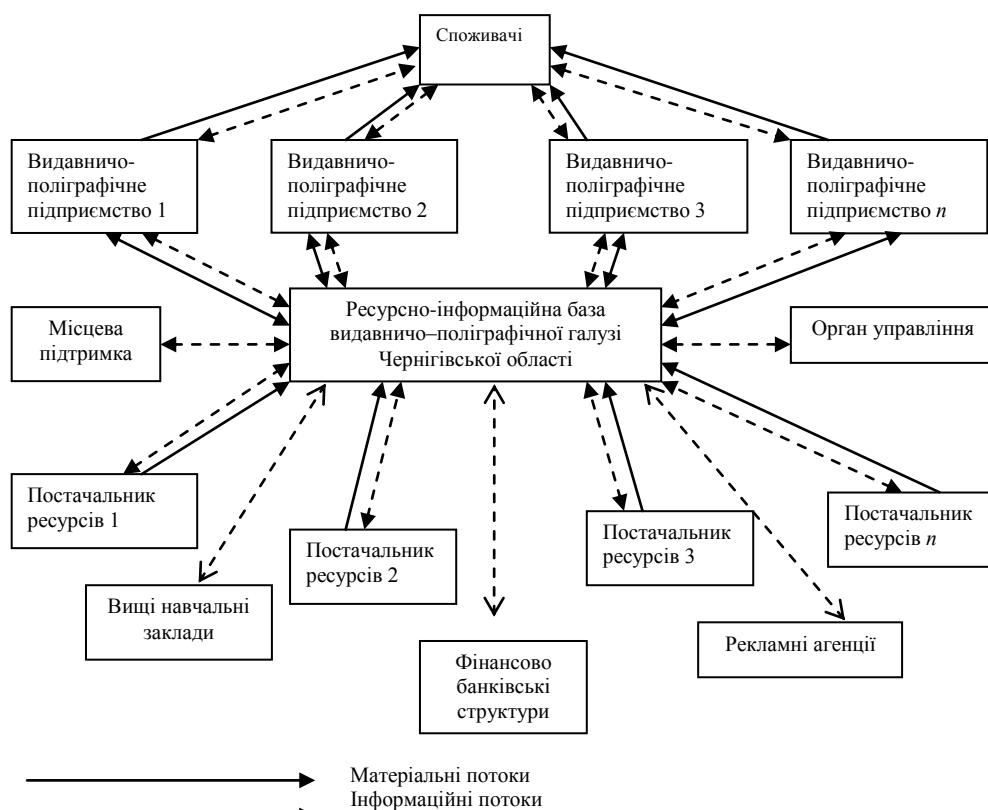 Споживачі
Видавничо-
поліграфічне
підприємство 1
Видавничо-
поліграфічне
підприємство 2
Видавничо-
поліграфічне
підприємство 3
Видавничо-
поліграфічне
підприємство n
Місцева
підтримка
Ресурсно-інформаційна база
видавничо–поліграфічної галузі
Чернігівської області
Орган управління
Постачальник
ресурсів 1
Постачальник
ресурсів 2
Постачальник
ресурсів 3
Постачальник
ресурсів n
Вищі навчальні
заклади
Фінансово
банківські
структури
Рекламні агенції
Матеріальні потоки
Інформаційні потоки